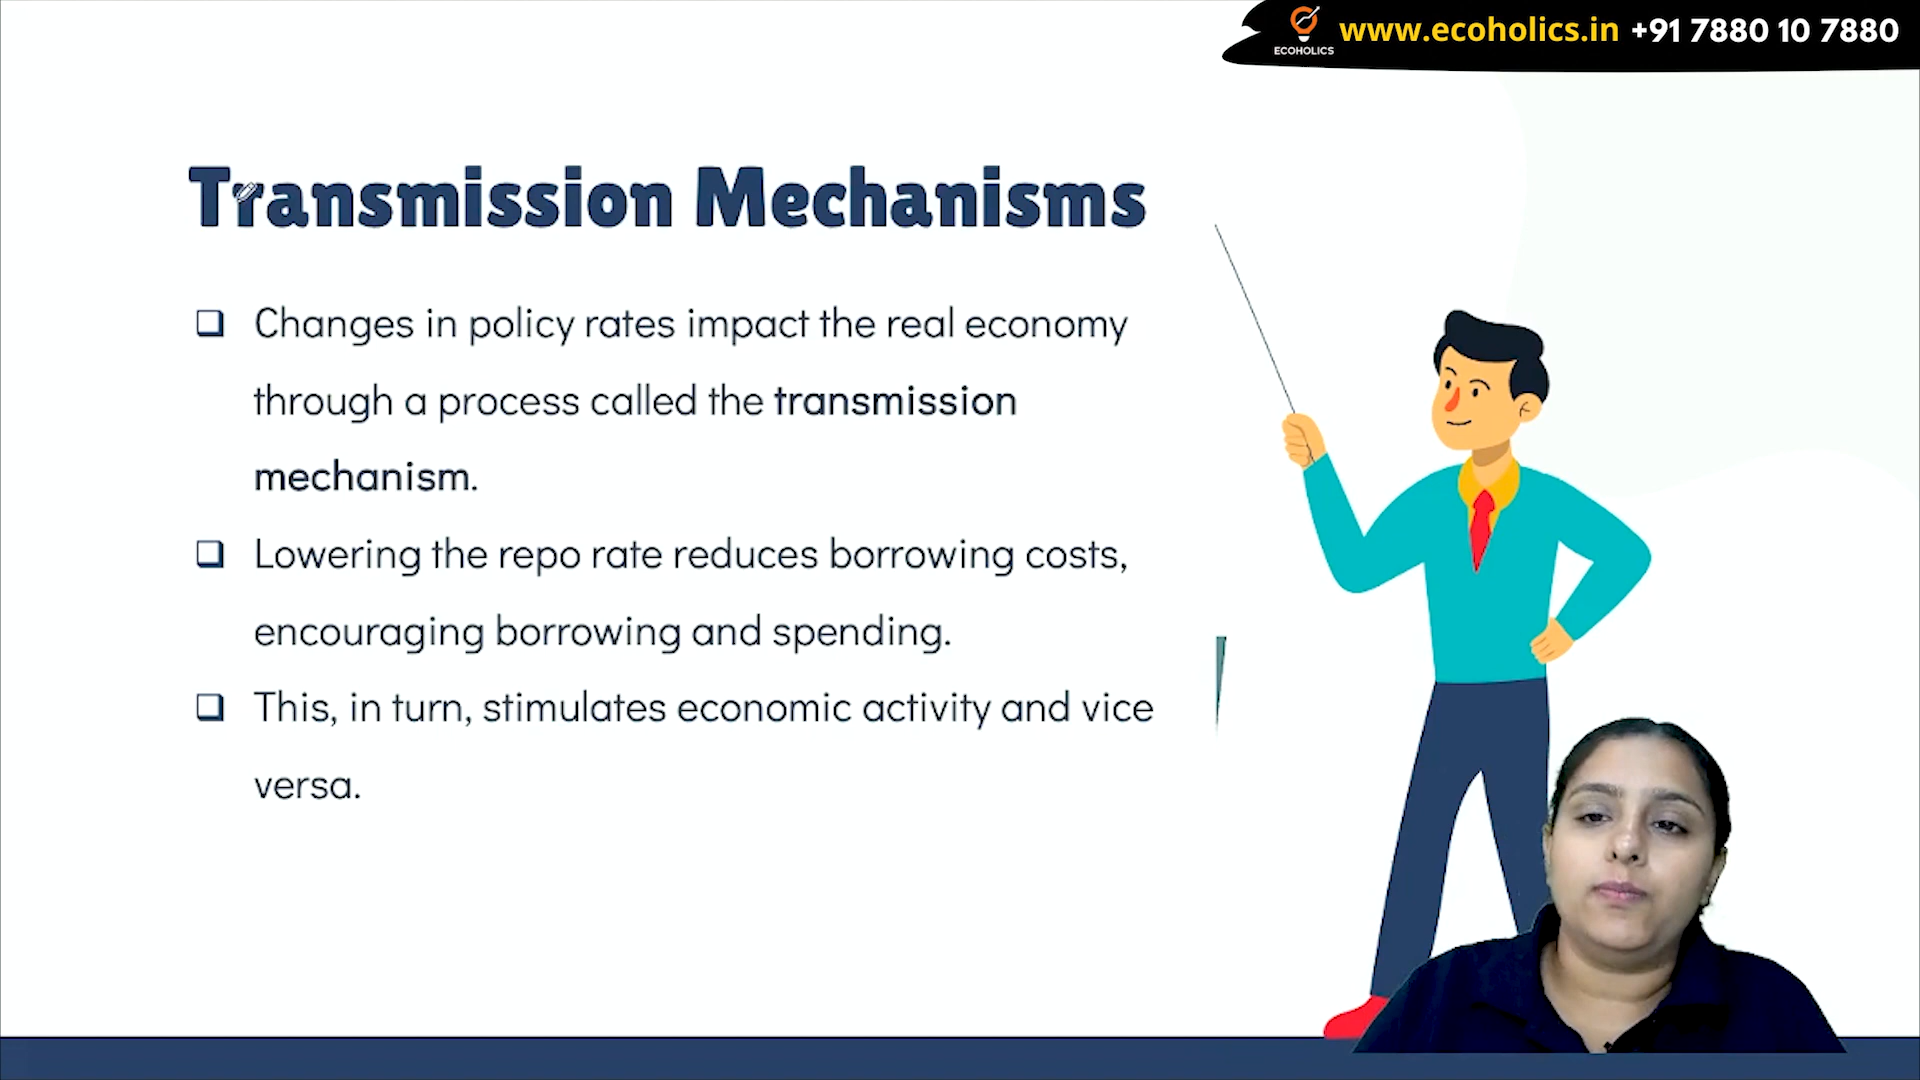 ECOHOLICS
www.ecoholics.in +91 7880 10 7880
Transmission Mechanisms
❑ Changes in policy rates impact the real economy
through a process called the transmission
mechanism.
❑ Lowering the repo rate reduces borrowing costs,
encouraging borrowing and spending.
❑ This, in turn, stimulates economic activity and vice
versa.